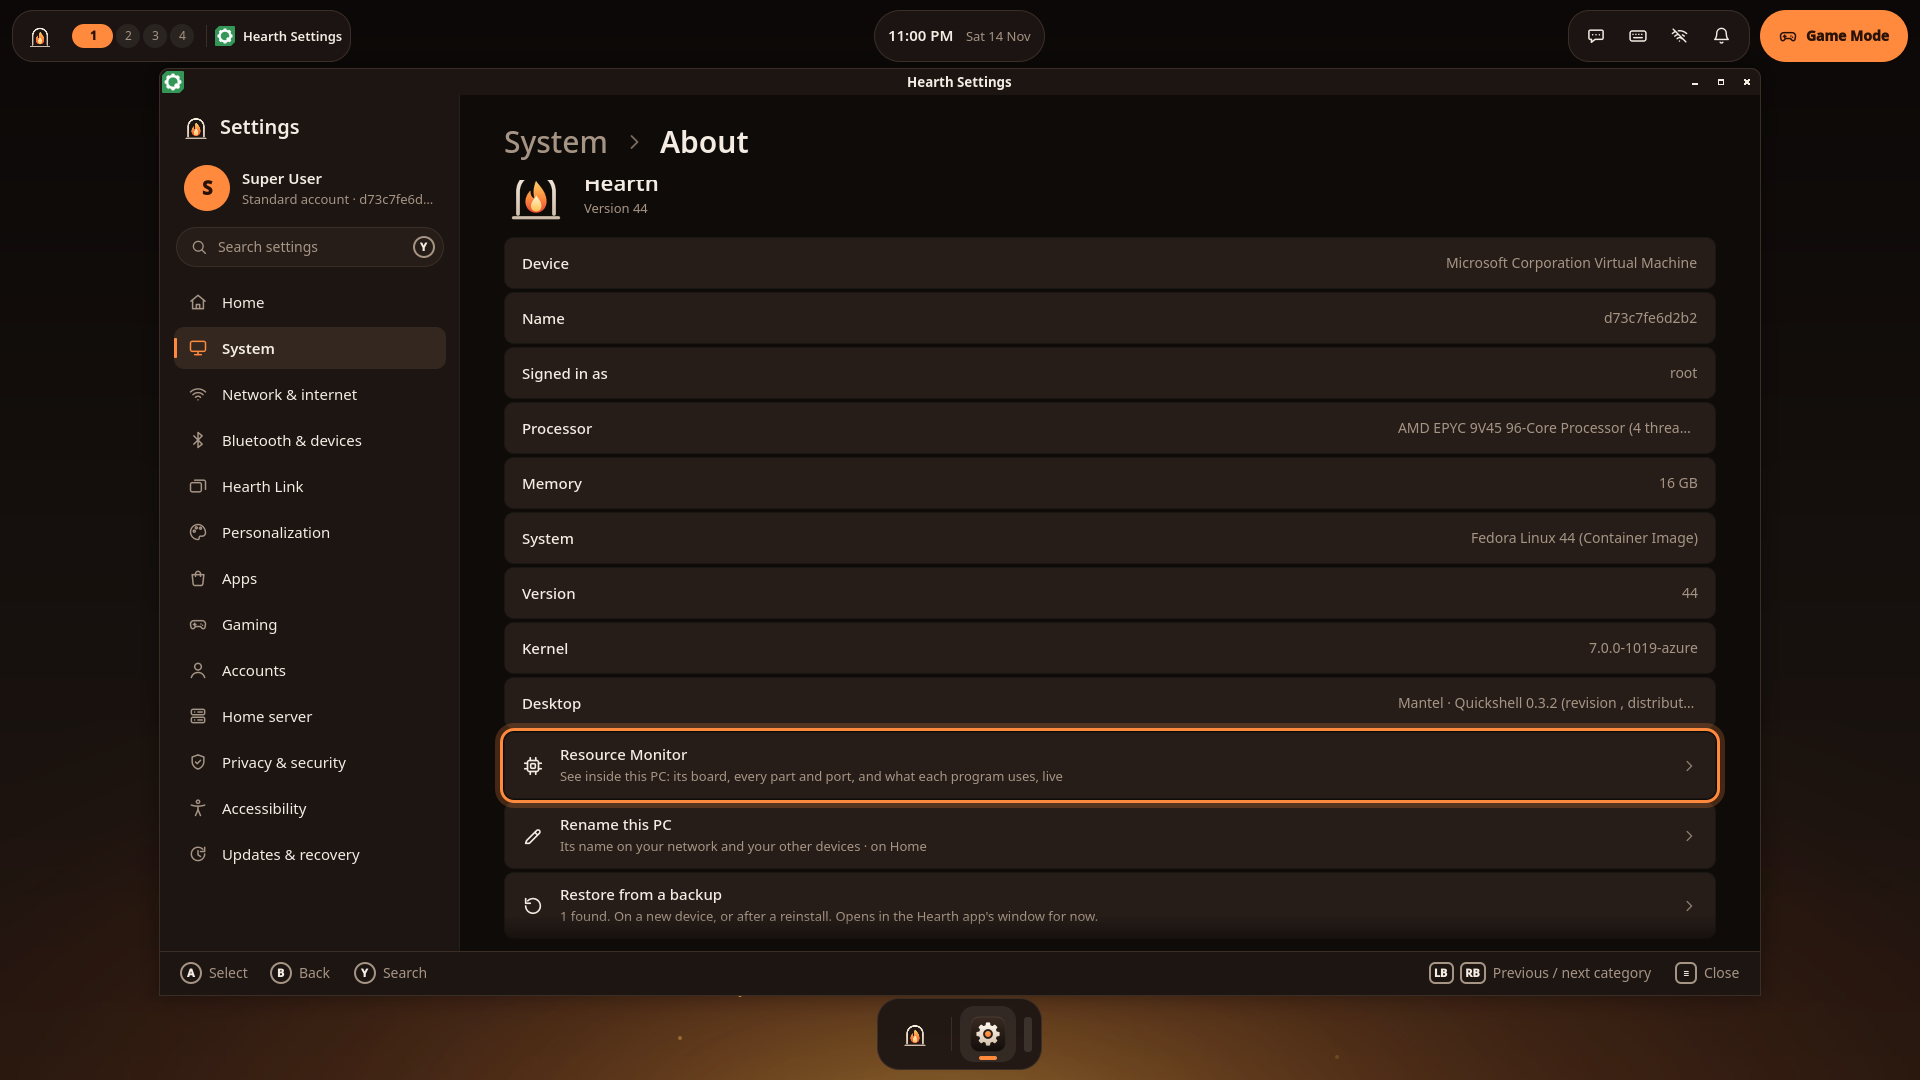 1 2 3 4 Hearth Settings
11:00 PM Sat 14 Nov
Game Mode
Hearth Settings
Settings
S
Super User
Standard account · d73c7fe6d...
Search settings Y
Home
System
Network & internet
Bluetooth & devices
Hearth Link
Personalization
Apps
Gaming
Accounts
Home server
Privacy & security
Accessibility
Updates & recovery
System > About
Hearth
Version 44
Device Microsoft Corporation Virtual Machine
Name d73c7fe6d2b2
Signed in as root
Processor AMD EPYC 9V45 96-Core Processor (4 threa...
Memory 16 GB
System Fedora Linux 44 (Container Image)
Version 44
Kernel 7.0.0-1019-azure
Desktop Mantel · Quickshell 0.3.2 (revision , distribut...
Resource Monitor
See inside this PC: its board, every part and port, and what each program uses, live
Rename this PC
Its name on your network and your other devices · on Home
Restore from a backup
1 found. On a new device, or after a reinstall. Opens in the Hearth app's window for now.
A Select B Back Y Search
LB RB Previous / next category ≡ Close